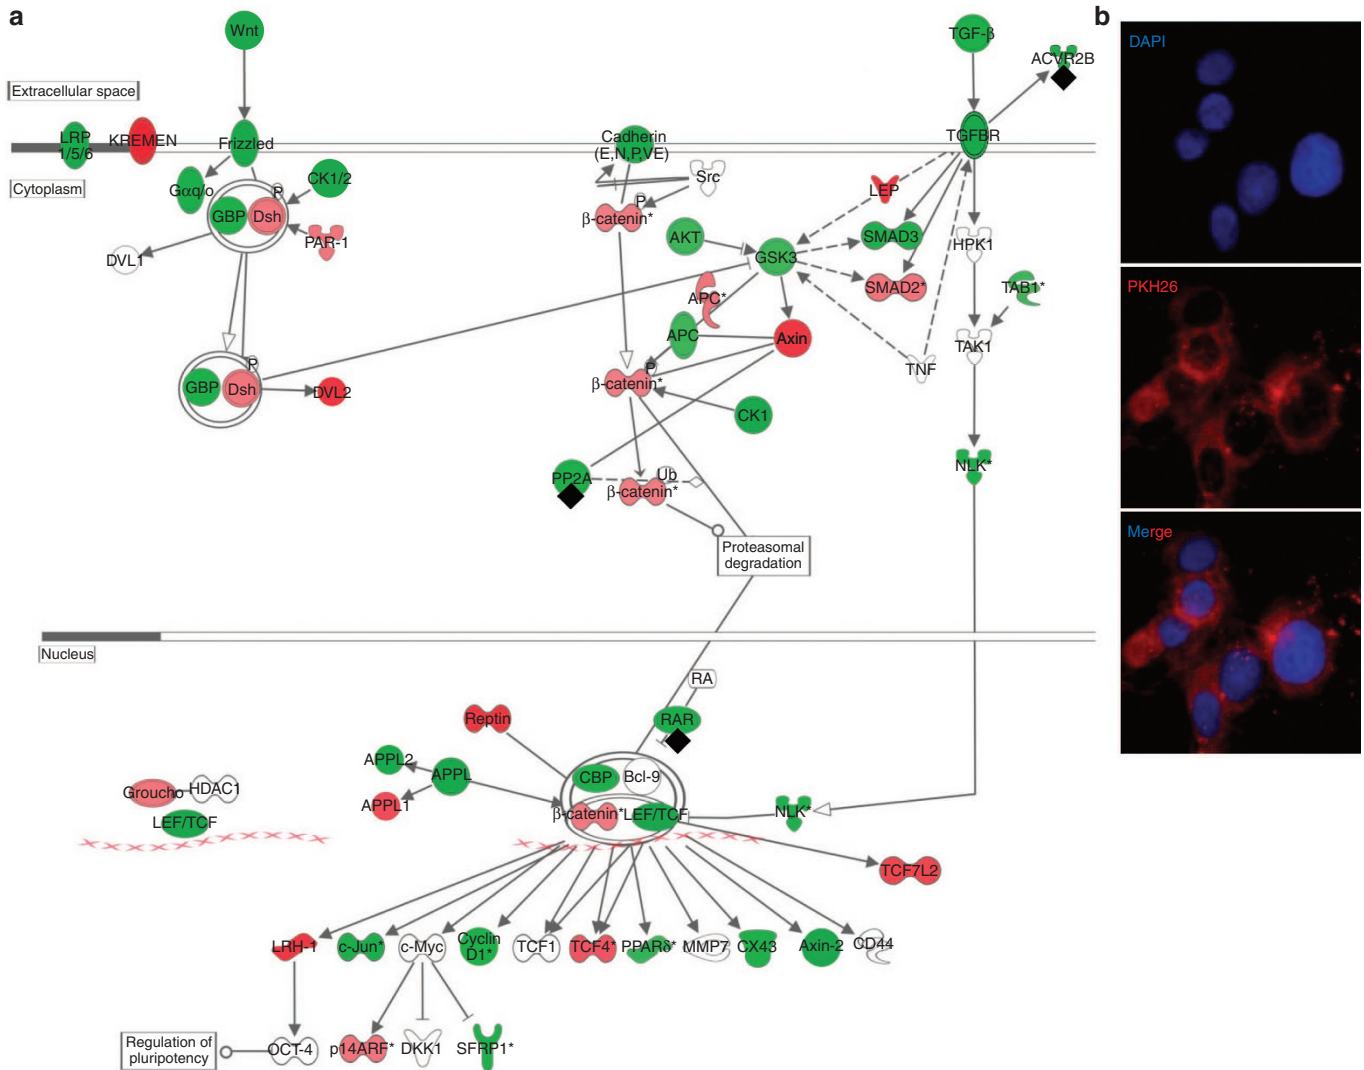 a
b
Wnt
TGF-β
ACVR2B
DAPI
Extracellular space
LRP
1/5/6
KREMEN
Frizzled
Cadherin
(E,N,P,VE)
TGFBR
Cytoplasm
Gαq/o
P
CK1/2
Src
LEP
GBP
Dsh
P
β-catenin*
PAR-1
AKT
SMAD3
HPK1
DVL1
GSK3
APC*
SMAD2*
TAB1*
PKH26
APC
Axin
TAK1
P
P
TNF
GBP
Dsh
DVL2
β-catenin*
CK1
PP2A
Ub
β-catenin*
NLK*
Merge
Proteasomal
degradation
Nucleus
RA
Reptin
RAR
APPL2
APPL
CBP
Bcl-9
Groucho
HDAC1
APPL1
β-catenin*
LEF/TCF
NLK*
LEF/TCF
TCF7L2
LRH-1
c-Jun*
c-Myc
Cyclin
D1*
TCF1
TCF4*
PPARδ*
MMP7
CX43
Axin-2
CD44
Regulation of
pluripotency
OCT-4
p14ARF*
DKK1
SFRP1*